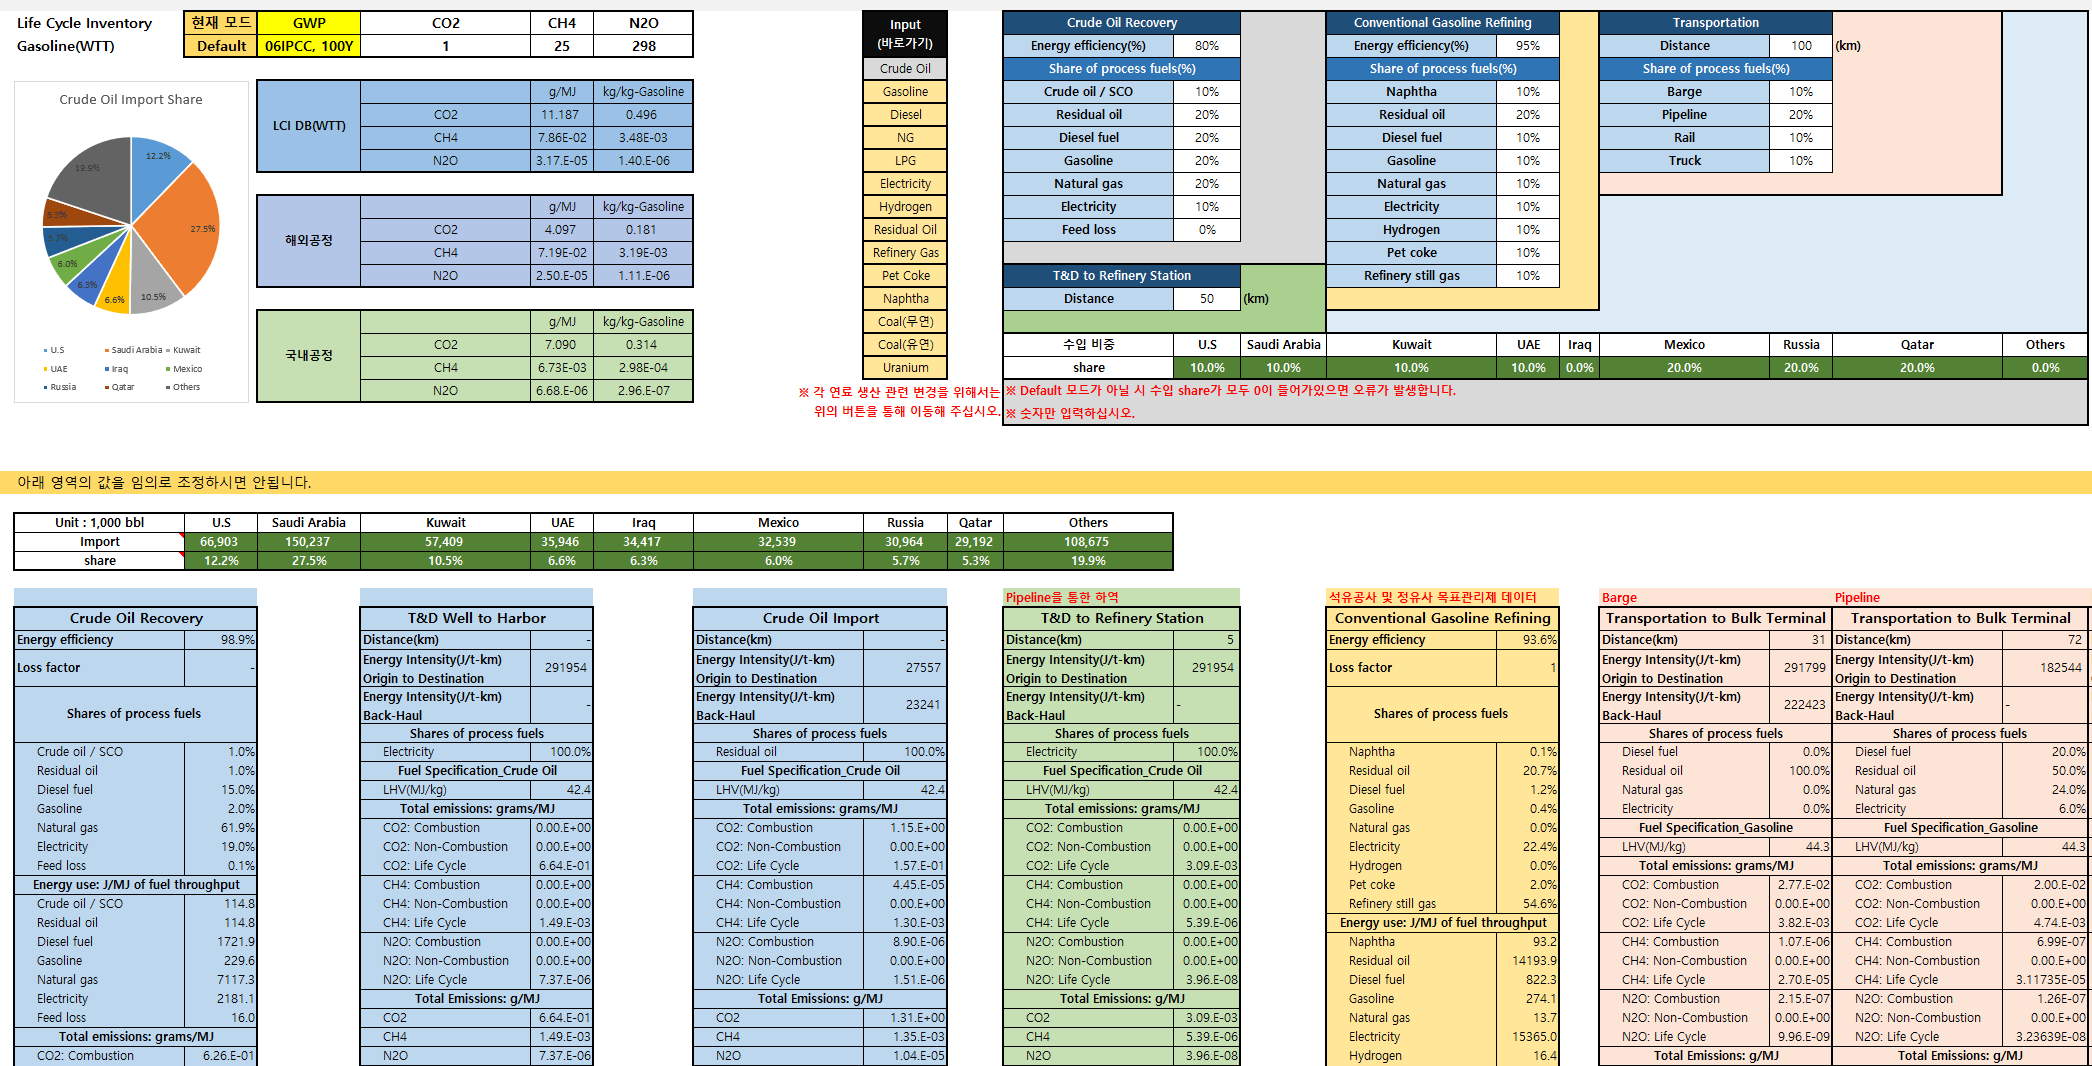 Life Cycle Inventory
Gasoline(WTT)
현재 모드 GWP CO2 CH4 N2O
Default 06IPCC, 100Y 1 25 298
Crude Oil Import Share
12.2%
27.5%
10.5%
6.6%
6.3%
6.0%
5.7%
5.3%
19.9%
U.S Saudi Arabia Kuwait
UAE Iraq Mexico
Russia Qatar Others
LCI DB(WTT)
g/MJ kg/kg-Gasoline
CO2 11.187 0.496
CH4 7.86E-02 3.48E-03
N2O 3.17.E-05 1.40.E-06
해외공정
g/MJ kg/kg-Gasoline
CO2 4.097 0.181
CH4 7.19E-02 3.19E-03
N2O 2.50.E-05 1.11.E-06
국내공정
g/MJ kg/kg-Gasoline
CO2 7.090 0.314
CH4 6.73E-03 2.98E-04
N2O 6.68.E-06 2.96.E-07
Input
(바로가기)
Crude Oil
Gasoline
Diesel
NG
LPG
Electricity
Hydrogen
Residual Oil
Refinery Gas
Pet Coke
Naphtha
Coal(무연)
Coal(유연)
Uranium
※ 각 연료 생산 관련 변경을 위해서는
위의 버튼을 통해 이동해 주십시오.
Crude Oil Recovery
Energy efficiency(%) 80%
Share of process fuels(%)
Crude oil / SCO 10%
Residual oil 20%
Diesel fuel 20%
Gasoline 20%
Natural gas 20%
Electricity 10%
Feed loss 0%
T&D to Refinery Station
Distance 50 (km)
Conventional Gasoline Refining
Energy efficiency(%) 95%
Share of process fuels(%)
Naphtha 10%
Residual oil 20%
Diesel fuel 10%
Gasoline 10%
Natural gas 10%
Electricity 10%
Hydrogen 10%
Pet coke 10%
Refinery still gas 10%
Transportation
Distance 100 (km)
Share of process fuels(%)
Barge 10%
Pipeline 20%
Rail 10%
Truck 10%
수입 비중 U.S Saudi Arabia Kuwait UAE Iraq Mexico Russia Qatar Others
share 10.0% 10.0% 10.0% 10.0% 0.0% 20.0% 20.0% 20.0% 0.0%
※ Default 모드가 아닐 시 수입 share가 모두 0이 들어가있으면 오류가 발생합니다.
※ 숫자만 입력하십시오.
아래 영역의 값을 임의로 조정하시면 안됩니다.
Unit : 1,000 bbl U.S Saudi Arabia Kuwait UAE Iraq Mexico Russia Qatar Others
Import 66,903 150,237 57,409 35,946 34,417 32,539 30,964 29,192 108,675
share 12.2% 27.5% 10.5% 6.6% 6.3% 6.0% 5.7% 5.3% 19.9%
Crude Oil Recovery
Energy efficiency 98.9%
Loss factor -
Shares of process fuels
Crude oil / SCO 1.0%
Residual oil 1.0%
Diesel fuel 15.0%
Gasoline 2.0%
Natural gas 61.9%
Electricity 19.0%
Feed loss 0.1%
Energy use: J/MJ of fuel throughput
Crude oil / SCO 114.8
Residual oil 114.8
Diesel fuel 1721.9
Gasoline 229.6
Natural gas 7117.3
Electricity 2181.1
Feed loss 16.0
Total emissions: grams/MJ
CO2: Combustion 6.26.E-01
T&D Well to Harbor
Distance(km) -
Energy Intensity(J/t-km)
Origin to Destination 291954
Energy Intensity(J/t-km)
Back-Haul -
Shares of process fuels
Electricity 100.0%
Fuel Specification_Crude Oil
LHV(MJ/kg) 42.4
Total emissions: grams/MJ
CO2: Combustion 0.00.E+00
CO2: Non-Combustion 0.00.E+00
CO2: Life Cycle 6.64.E-01
CH4: Combustion 0.00.E+00
CH4: Non-Combustion 0.00.E+00
CH4: Life Cycle 1.49.E-03
N2O: Combustion 0.00.E+00
N2O: Non-Combustion 0.00.E+00
N2O: Life Cycle 7.37.E-06
Total Emissions: g/MJ
CO2 6.64.E-01
CH4 1.49.E-03
N2O 7.37.E-06
Crude Oil Import
Distance(km) -
Energy Intensity(J/t-km)
Origin to Destination 27557
Energy Intensity(J/t-km)
Back-Haul 23241
Shares of process fuels
Residual oil 100.0%
Fuel Specification_Crude Oil
LHV(MJ/kg) 42.4
Total emissions: grams/MJ
CO2: Combustion 1.15.E+00
CO2: Non-Combustion 0.00.E+00
CO2: Life Cycle 1.57.E-01
CH4: Combustion 4.45.E-05
CH4: Non-Combustion 0.00.E+00
CH4: Life Cycle 1.30.E-03
N2O: Combustion 8.90.E-06
N2O: Non-Combustion 0.00.E+00
N2O: Life Cycle 1.51.E-06
Total Emissions: g/MJ
CO2 1.31.E+00
CH4 1.35.E-03
N2O 1.04.E-05
Pipeline을 통한 하역
T&D to Refinery Station
Distance(km) 5
Energy Intensity(J/t-km)
Origin to Destination 291954
Energy Intensity(J/t-km)
Back-Haul -
Shares of process fuels
Electricity 100.0%
Fuel Specification_Crude Oil
LHV(MJ/kg) 42.4
Total emissions: grams/MJ
CO2: Combustion 0.00.E+00
CO2: Non-Combustion 0.00.E+00
CO2: Life Cycle 3.09.E-03
CH4: Combustion 0.00.E+00
CH4: Non-Combustion 0.00.E+00
CH4: Life Cycle 5.39.E-06
N2O: Combustion 0.00.E+00
N2O: Non-Combustion 0.00.E+00
N2O: Life Cycle 3.96.E-08
Total Emissions: g/MJ
CO2 3.09.E-03
CH4 5.39.E-06
N2O 3.96.E-08
석유공사 및 정유사 목표관리제 데이터
Conventional Gasoline Refining
Energy efficiency 93.6%
Loss factor 1
Shares of process fuels
Naphtha 0.1%
Residual oil 20.7%
Diesel fuel 1.2%
Gasoline 0.4%
Natural gas 0.0%
Electricity 22.4%
Hydrogen 0.0%
Pet coke 2.0%
Refinery still gas 54.6%
Energy use: J/MJ of fuel throughput
Naphtha 93.2
Residual oil 14193.9
Diesel fuel 822.3
Gasoline 274.1
Natural gas 13.7
Electricity 15365.0
Hydrogen 16.4
Barge
Transportation to Bulk Terminal
Distance(km) 31
Energy Intensity(J/t-km)
Origin to Destination 291799
Energy Intensity(J/t-km)
Back-Haul 222423
Shares of process fuels
Diesel fuel 0.0%
Residual oil 100.0%
Natural gas 0.0%
Electricity 0.0%
Fuel Specification_Gasoline
LHV(MJ/kg) 44.3
Total emissions: grams/MJ
CO2: Combustion 2.77.E-02
CO2: Non-Combustion 0.00.E+00
CO2: Life Cycle 3.82.E-03
CH4: Combustion 1.07.E-06
CH4: Non-Combustion 0.00.E+00
CH4: Life Cycle 2.70.E-05
N2O: Combustion 2.15.E-07
N2O: Non-Combustion 0.00.E+00
N2O: Life Cycle 9.96.E-09
Total Emissions: g/MJ
Pipeline
Transportation to Bulk Terminal
Distance(km) 72
Energy Intensity(J/t-km)
Origin to Destination 182544
Energy Intensity(J/t-km)
Back-Haul -
Shares of process fuels
Diesel fuel 20.0%
Residual oil 50.0%
Natural gas 24.0%
Electricity 6.0%
Fuel Specification_Gasoline
LHV(MJ/kg) 44.3
Total emissions: grams/MJ
CO2: Combustion 2.00.E-02
CO2: Non-Combustion 0.00.E+00
CO2: Life Cycle 4.74.E-03
CH4: Combustion 6.99E-07
CH4: Non-Combustion 0.00.E+00
CH4: Life Cycle 3.11735E-05
N2O: Combustion 1.26E-07
N2O: Non-Combustion 0.00.E+00
N2O: Life Cycle 3.23639E-08
Total Emissions: g/MJ